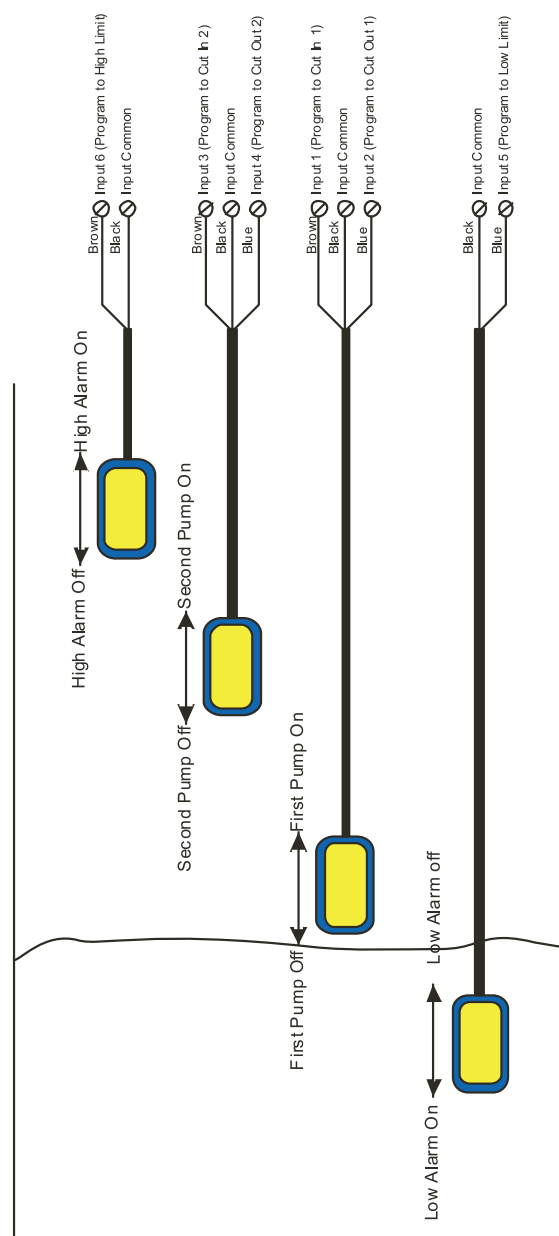 Brown
Input 6 (Program to High Limit)
Black
Input Common
Brown
Input 3 (Program to Cut In 2)
Black
Input Common
Blue
Input 4 (Program to Cut Out 2)
Brown
Input 1 (Program to Cut In 1)
Black
Input Common
Blue
Input 2 (Program to Cut Out 1)
Black
Input Common
Blue
Input 5 (Program to Low Limit)
High Alarm Off
High Alarm On
Second Pump Off
Second Pump On
First Pump Off
First Pump On
Low Alarm On
Low Alarm off